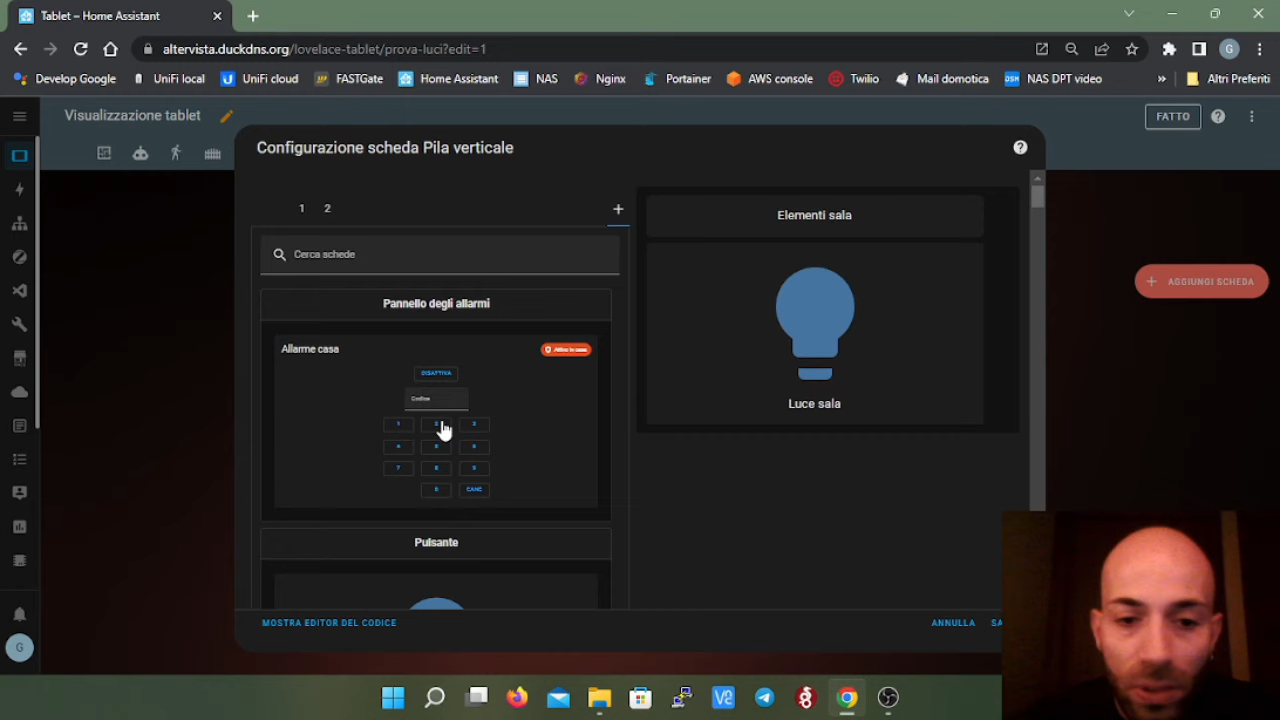 Tablet – Home Assistant
altervista.duckdns.org/lovelace-tablet/prova-luci?edit=1
G
Develop Google
UniFi local
UniFi cloud
FASTGate
Home Assistant
NAS
Nginx
Portainer
AWS console
Twilio
Mail domotica
NAS DPT video
»
Altri Preferiti
Visualizzazione tablet
FATTO
Configurazione scheda Pila verticale
1 2 +
Cerca schede
Pannello degli allarmi
Allarme casa
DISATTIVA
Codice
1 3
4 6
7 8 9
0 CANC
Pulsante
Elementi sala
Luce sala
+ AGGIUNGI SCHEDA
MOSTRA EDITOR DEL CODICE
ANNULLA SA
G